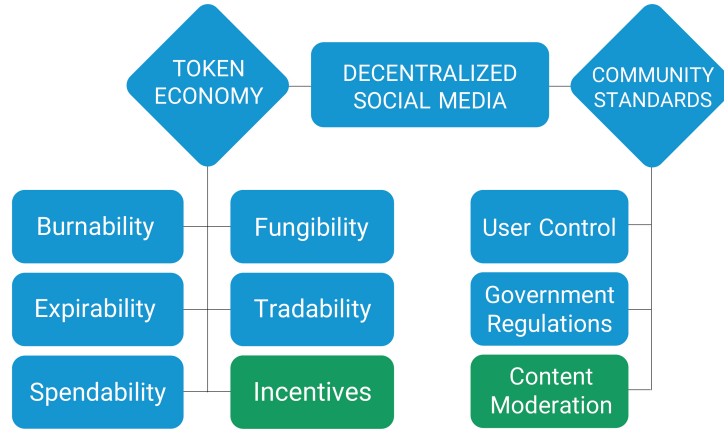 TOKEN
ECONOMY
DECENTRALIZED
SOCIAL MEDIA
COMMUNITY
STANDARDS
Burnability
Fungibility
User Control
Expirability
Tradability
Government
Regulations
Spendability
Incentives
Content
Moderation